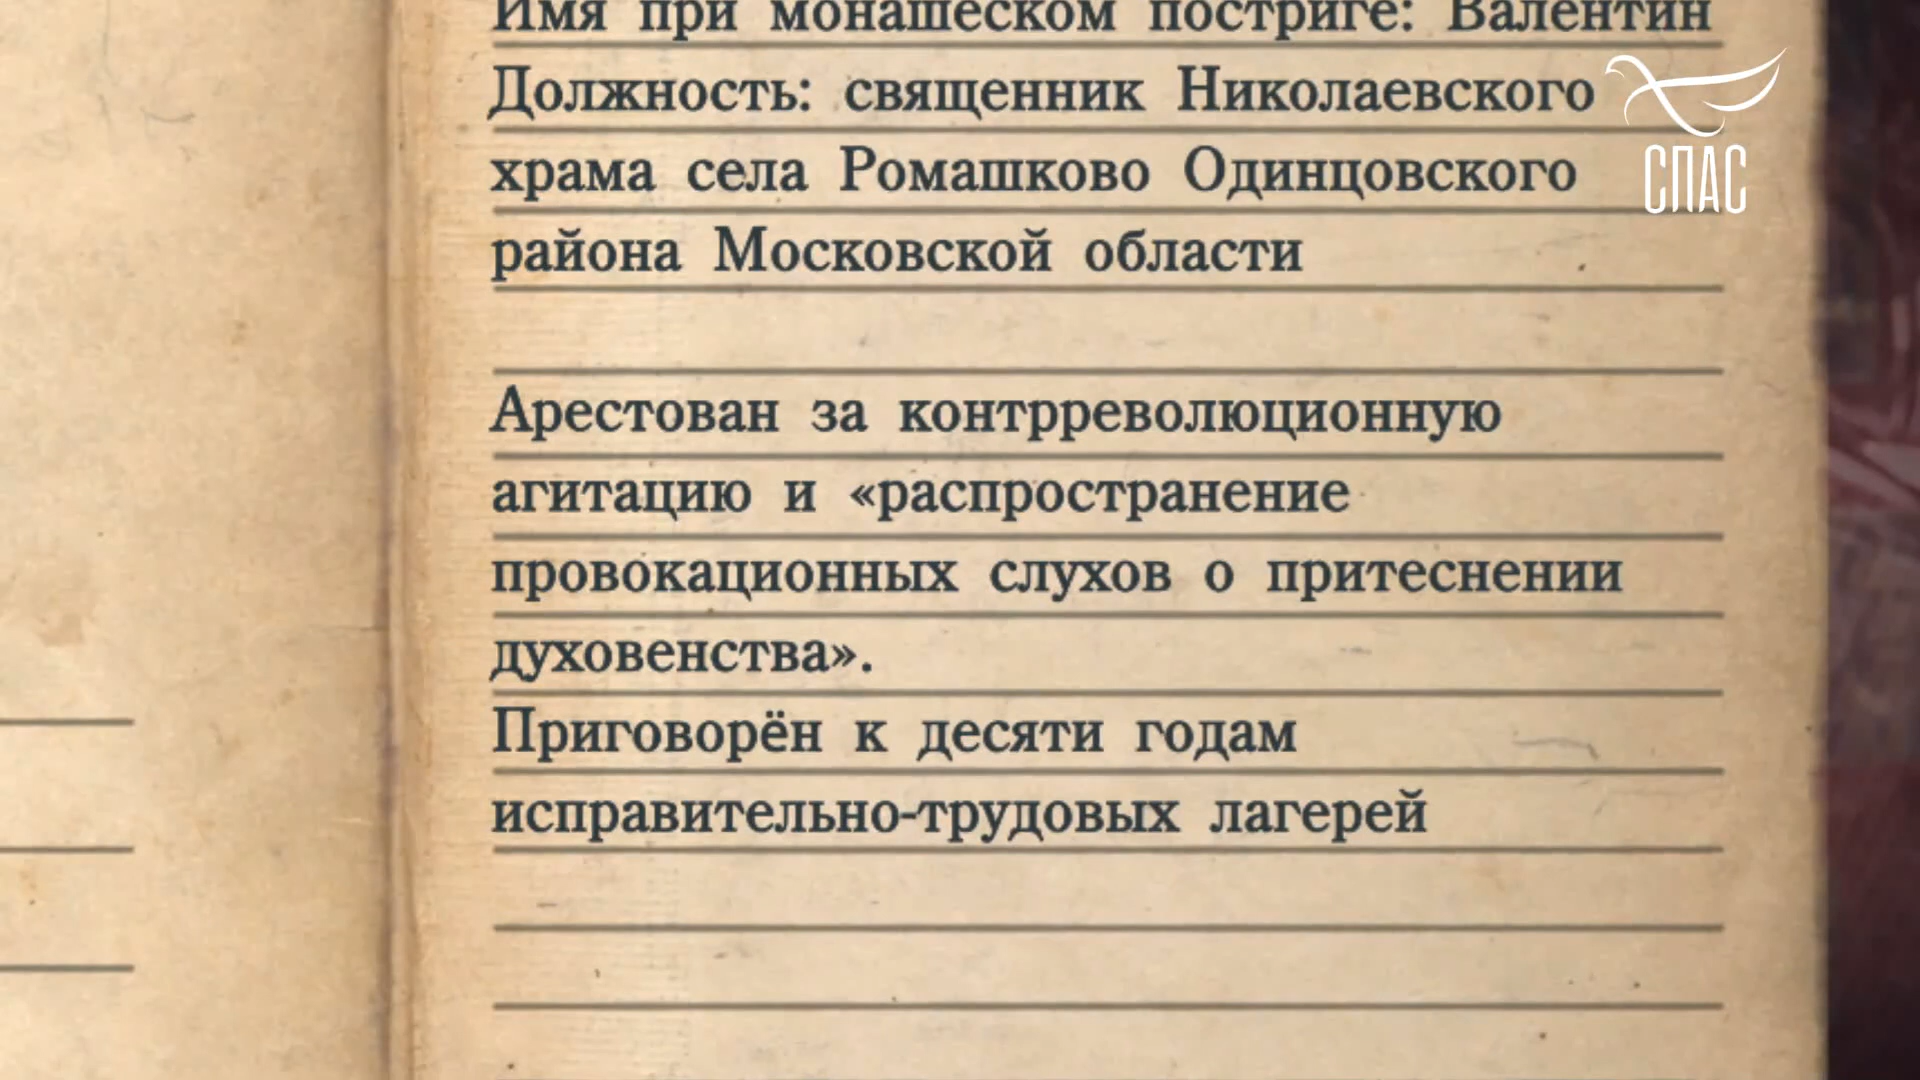 Имя при монашеском постриге: Валентин
Должность: священник Николаевского
храма села Ромашково Одинцовского
района Московской области
Арестован за контрреволюционную
агитацию и «распространение
провокационных слухов о притеснении
духовенства».
Приговорён к десяти годам
исправительно-трудовых лагерей
СПАС